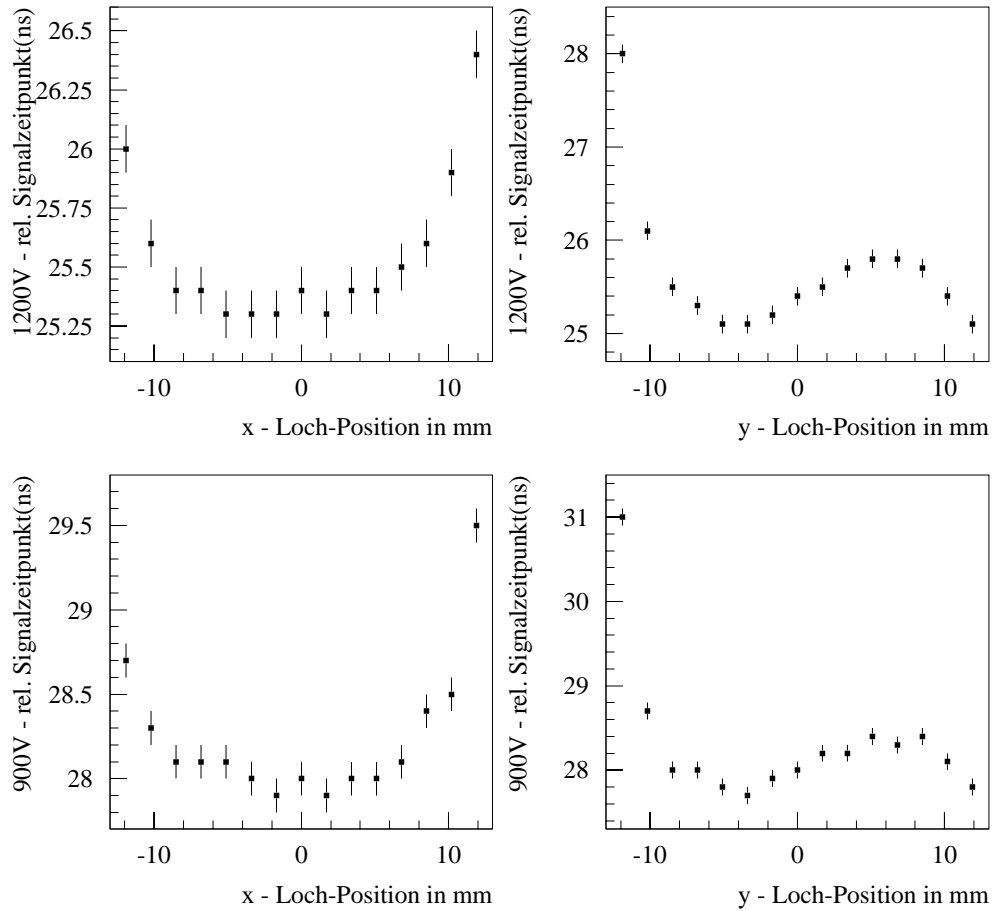 1200V - rel. Signalzeitpunkt(ns)
26.5
26.25
26
25.75
25.5
25.25
-10 0 10
x - Loch-Position in mm
1200V - rel. Signalzeitpunkt(ns)
28
27
26
25
-10 0 10
y - Loch-Position in mm
900V - rel. Signalzeitpunkt(ns)
29.5
29
28.5
28
-10 0 10
x - Loch-Position in mm
900V - rel. Signalzeitpunkt(ns)
31
30
29
28
-10 0 10
y - Loch-Position in mm